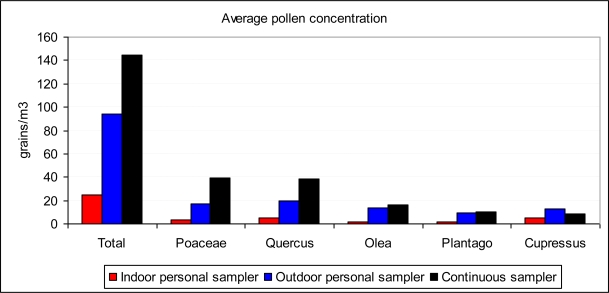 Average pollen concentration
grains/m3
160
140
120
100
80
60
40
20
0
Total Poaceae Quercus Olea Plantago Cupressus
Indoor personal sampler Outdoor personal sampler Continuous sampler